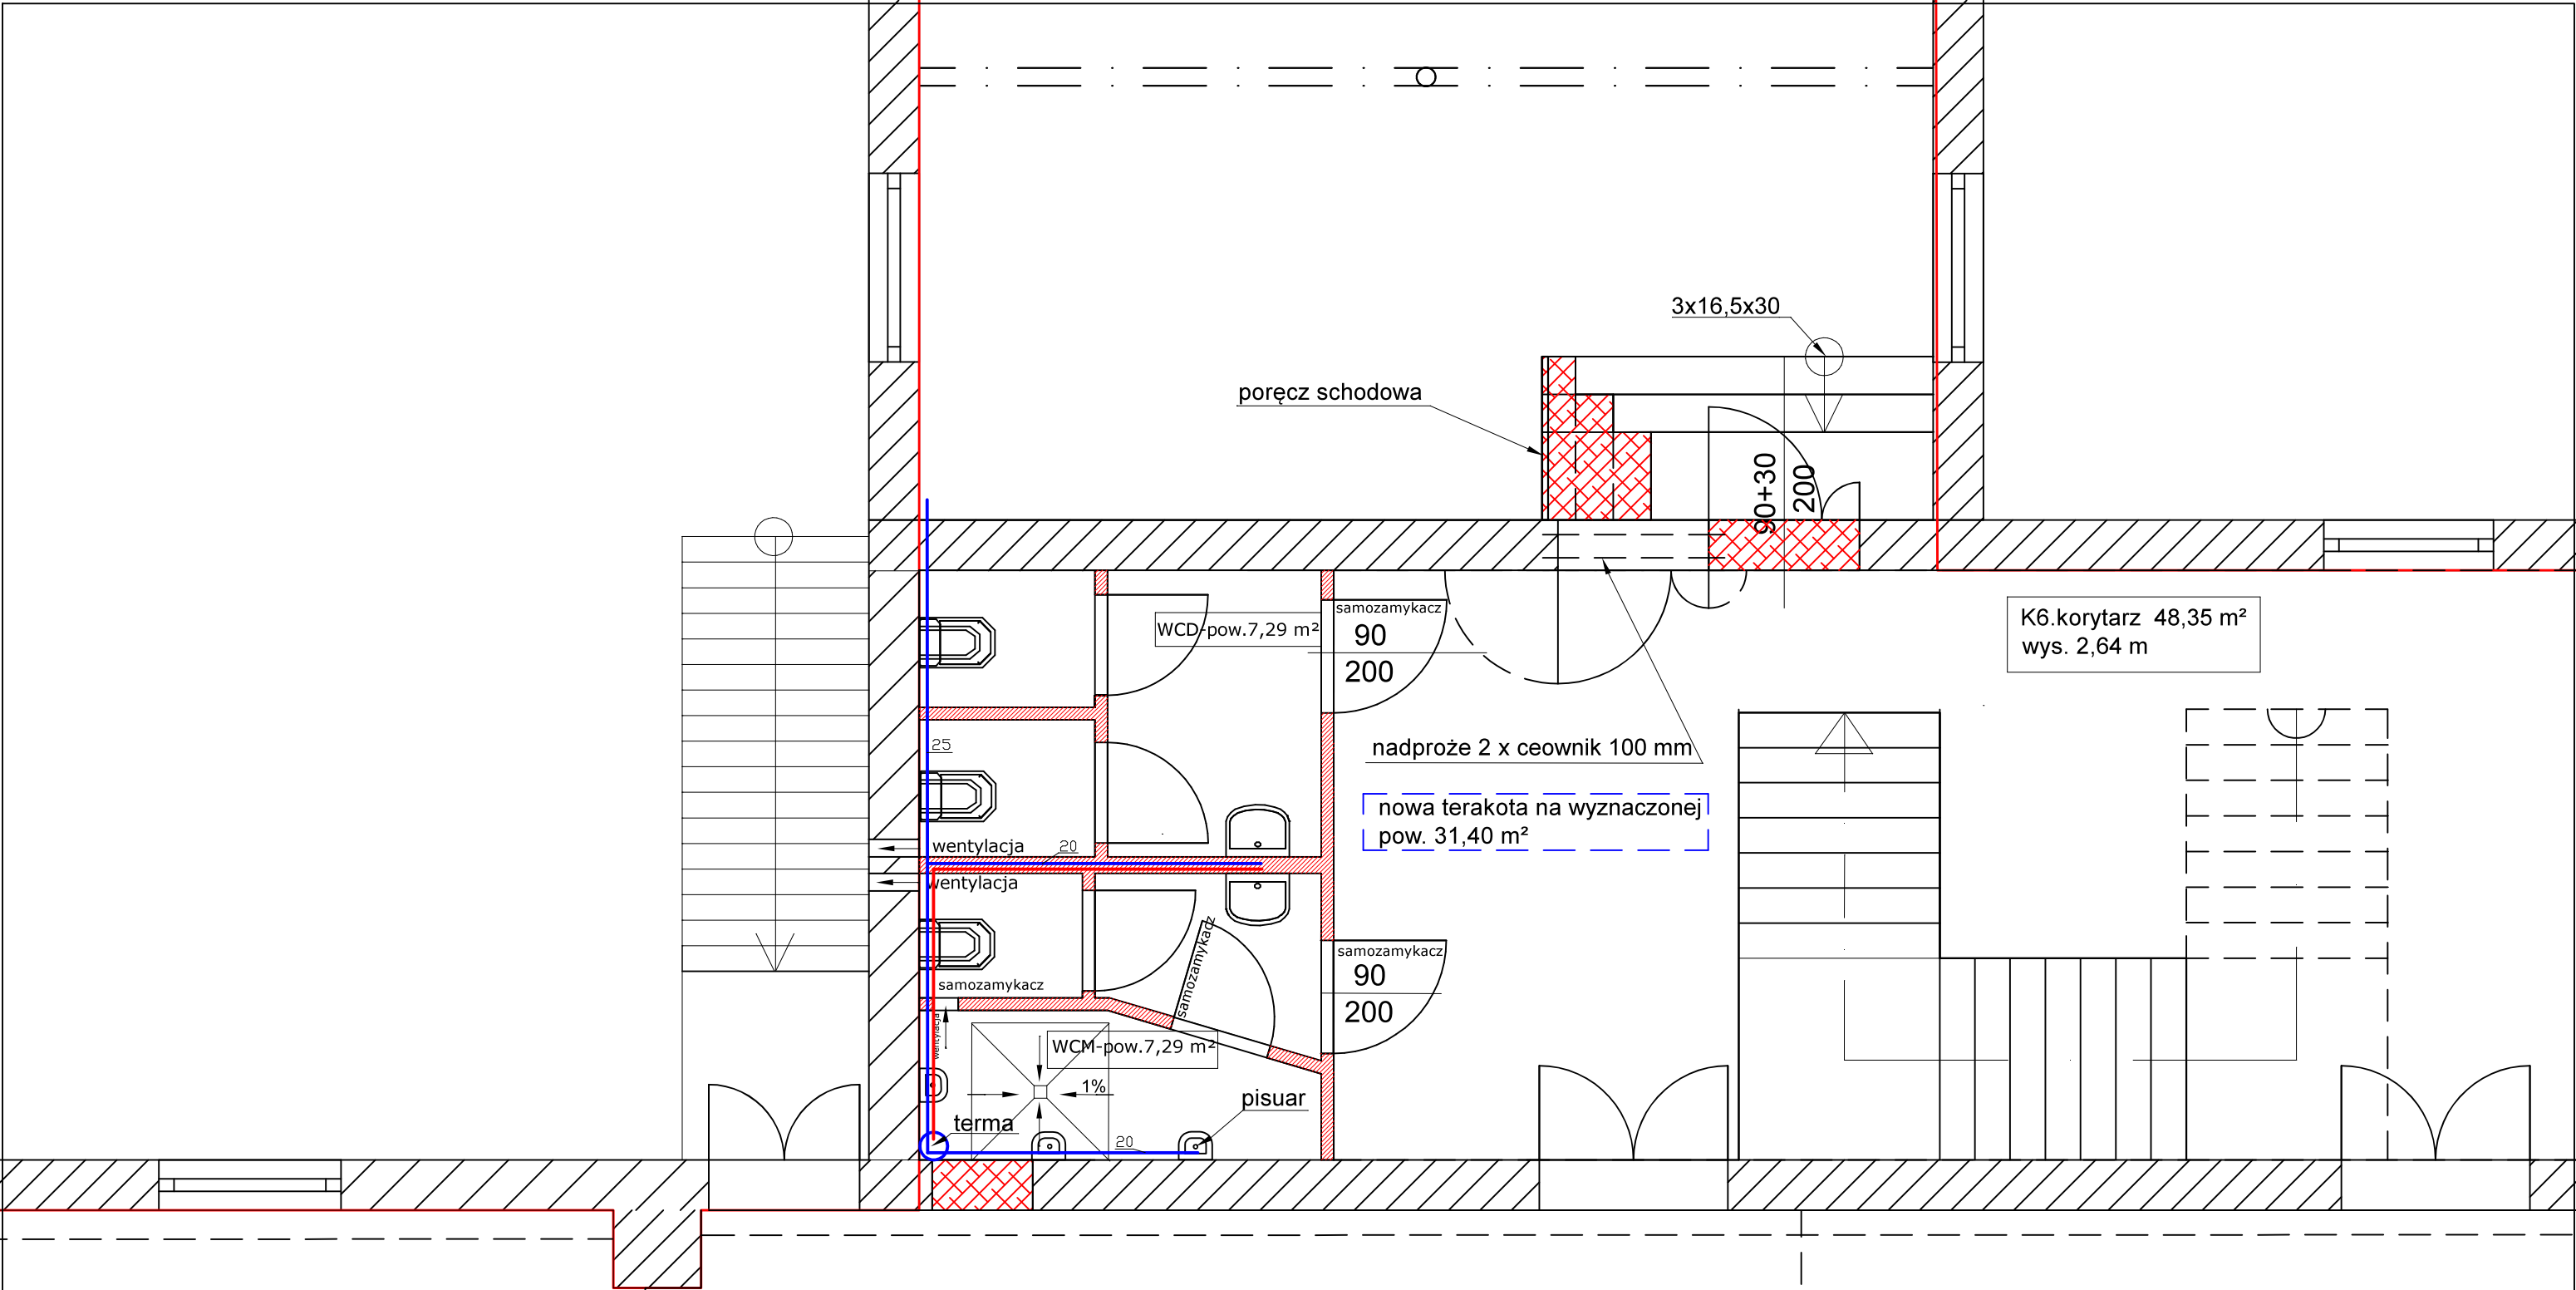 3x16,5x30
poręcz schodowa
90+30
200
samozamykacz
90
200
WCD-pow.7,29 m²
K6.korytarz 48,35 m²
wys. 2,64 m
25
nadproże 2 x ceownik 100 mm
nowa terakota na wyznaczonej
pow. 31,40 m²
wentylacja
20
wentylacja
samozamykacz
samozamykacz
samozamykacz
90
200
wentylacja
WCM-pow.7,29 m²
1%
pisuar
terma
20